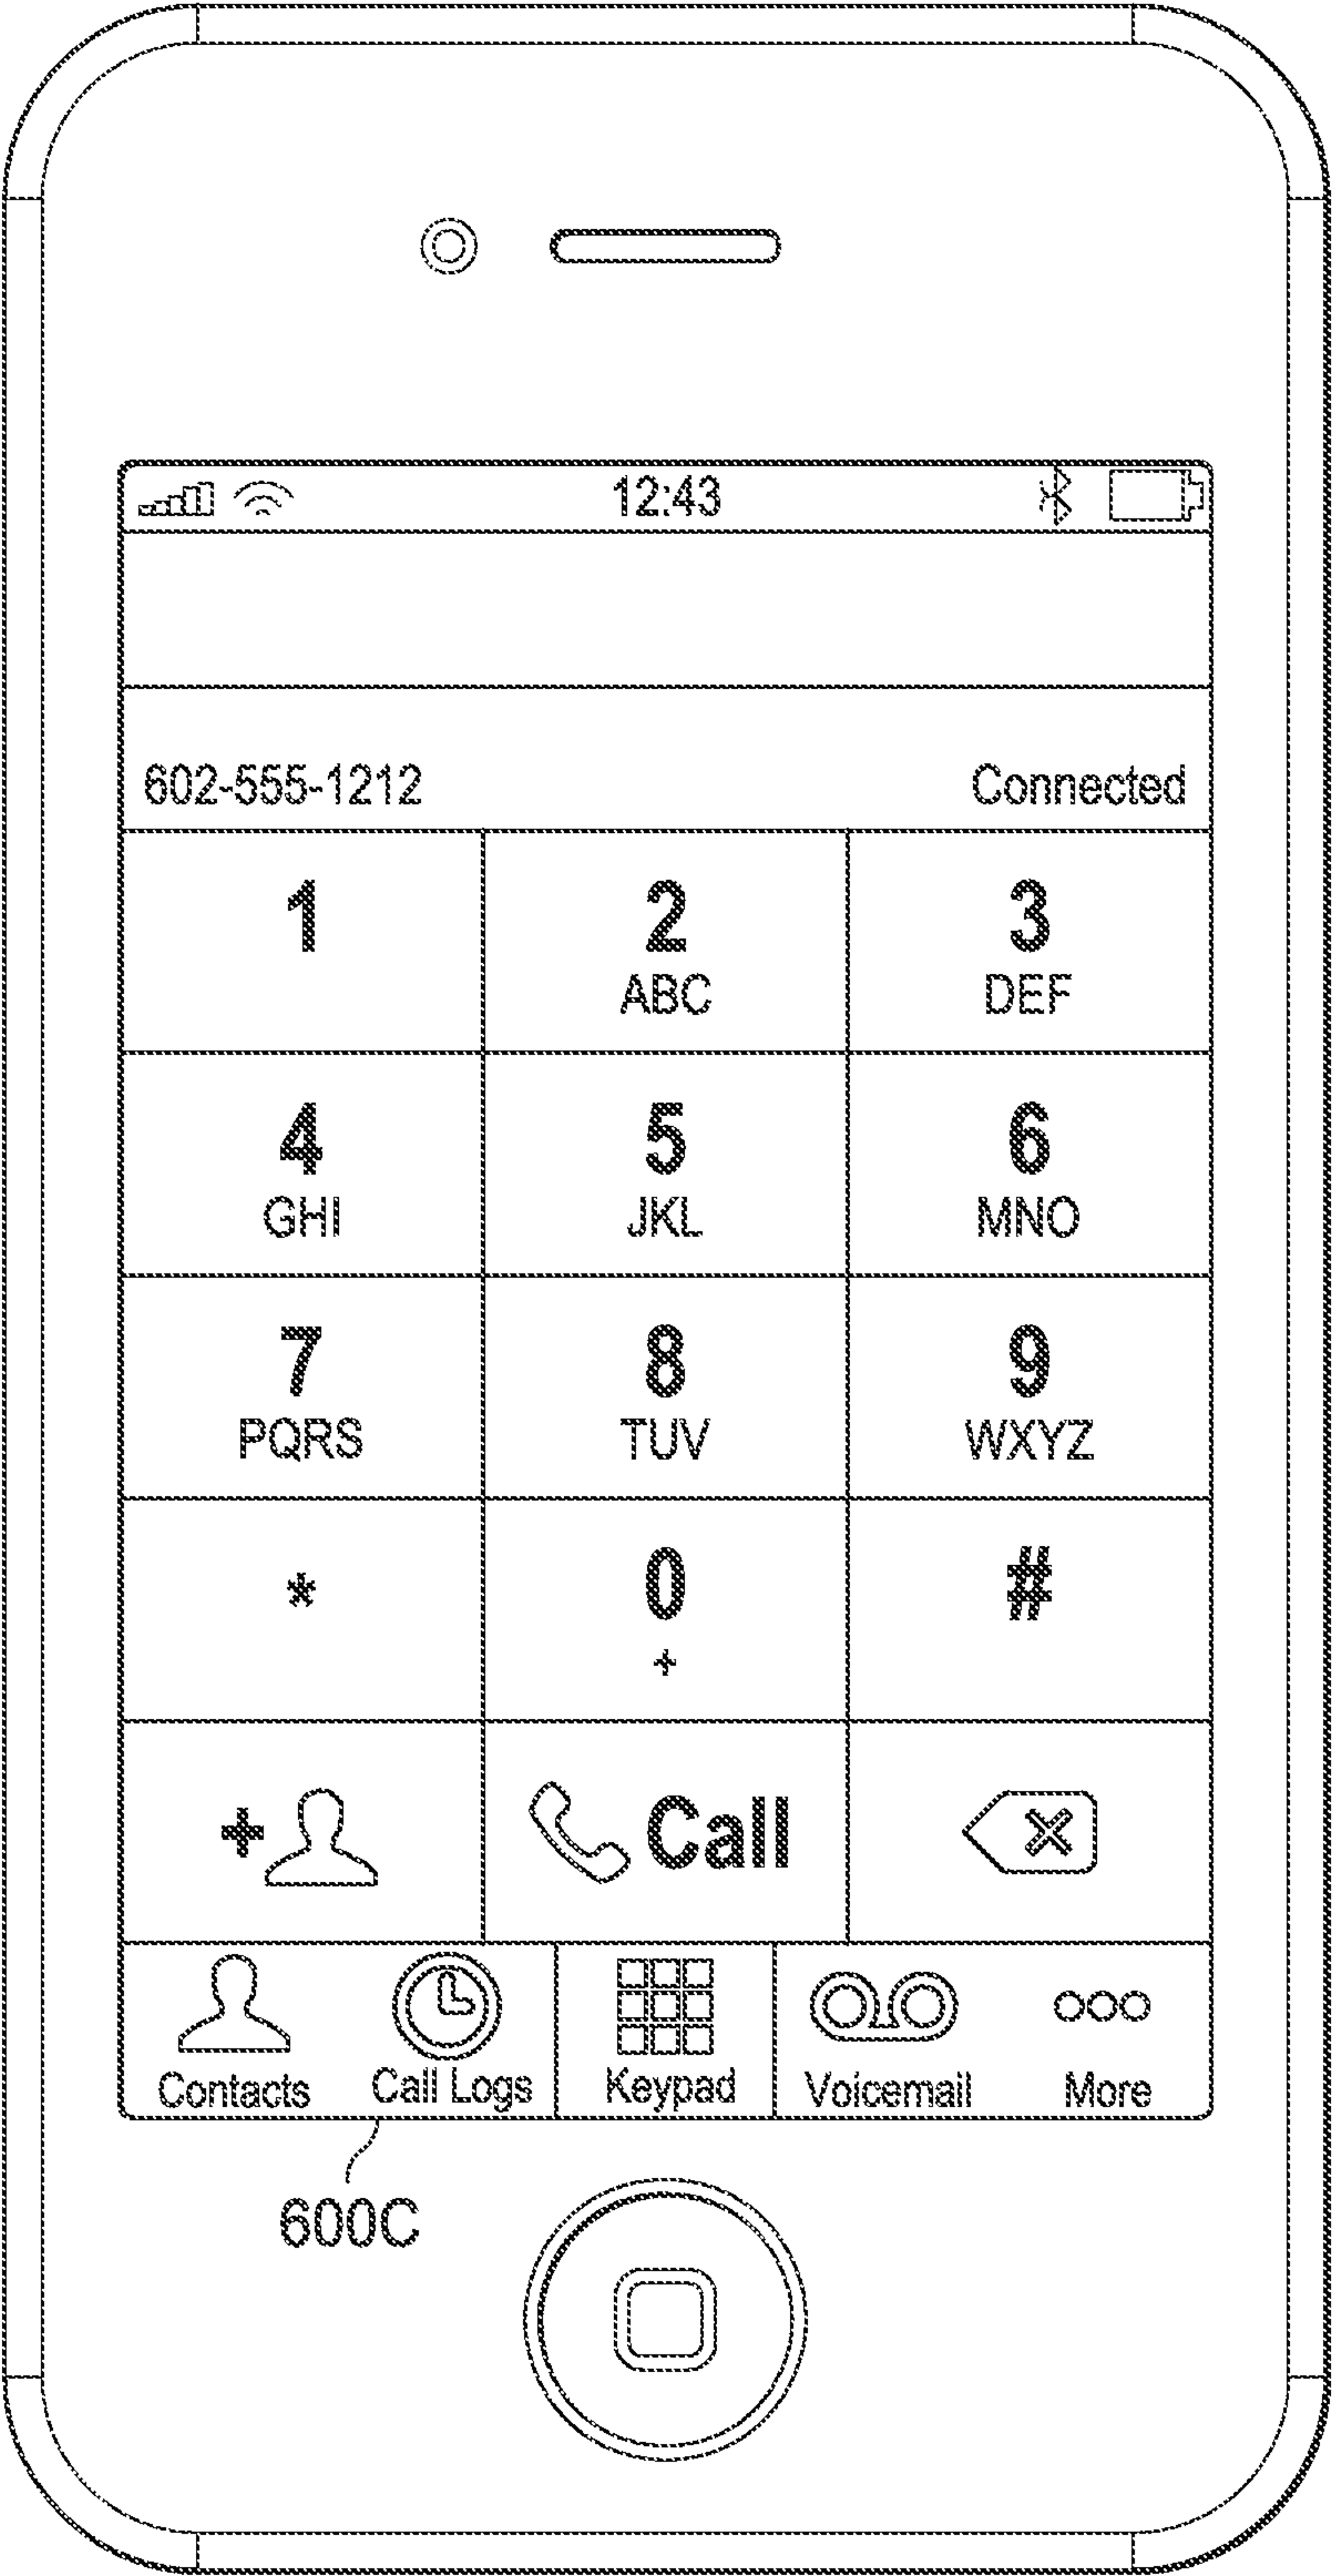 12:43
602-555-1212 Connected
1 2 3
ABC DEF
4 5 6
GHI JKL MNO
7 8 9
PQRS TUV WXYZ
* 0 #
+
+ Call
Contacts Call Logs Keypad Voicemail More
600C